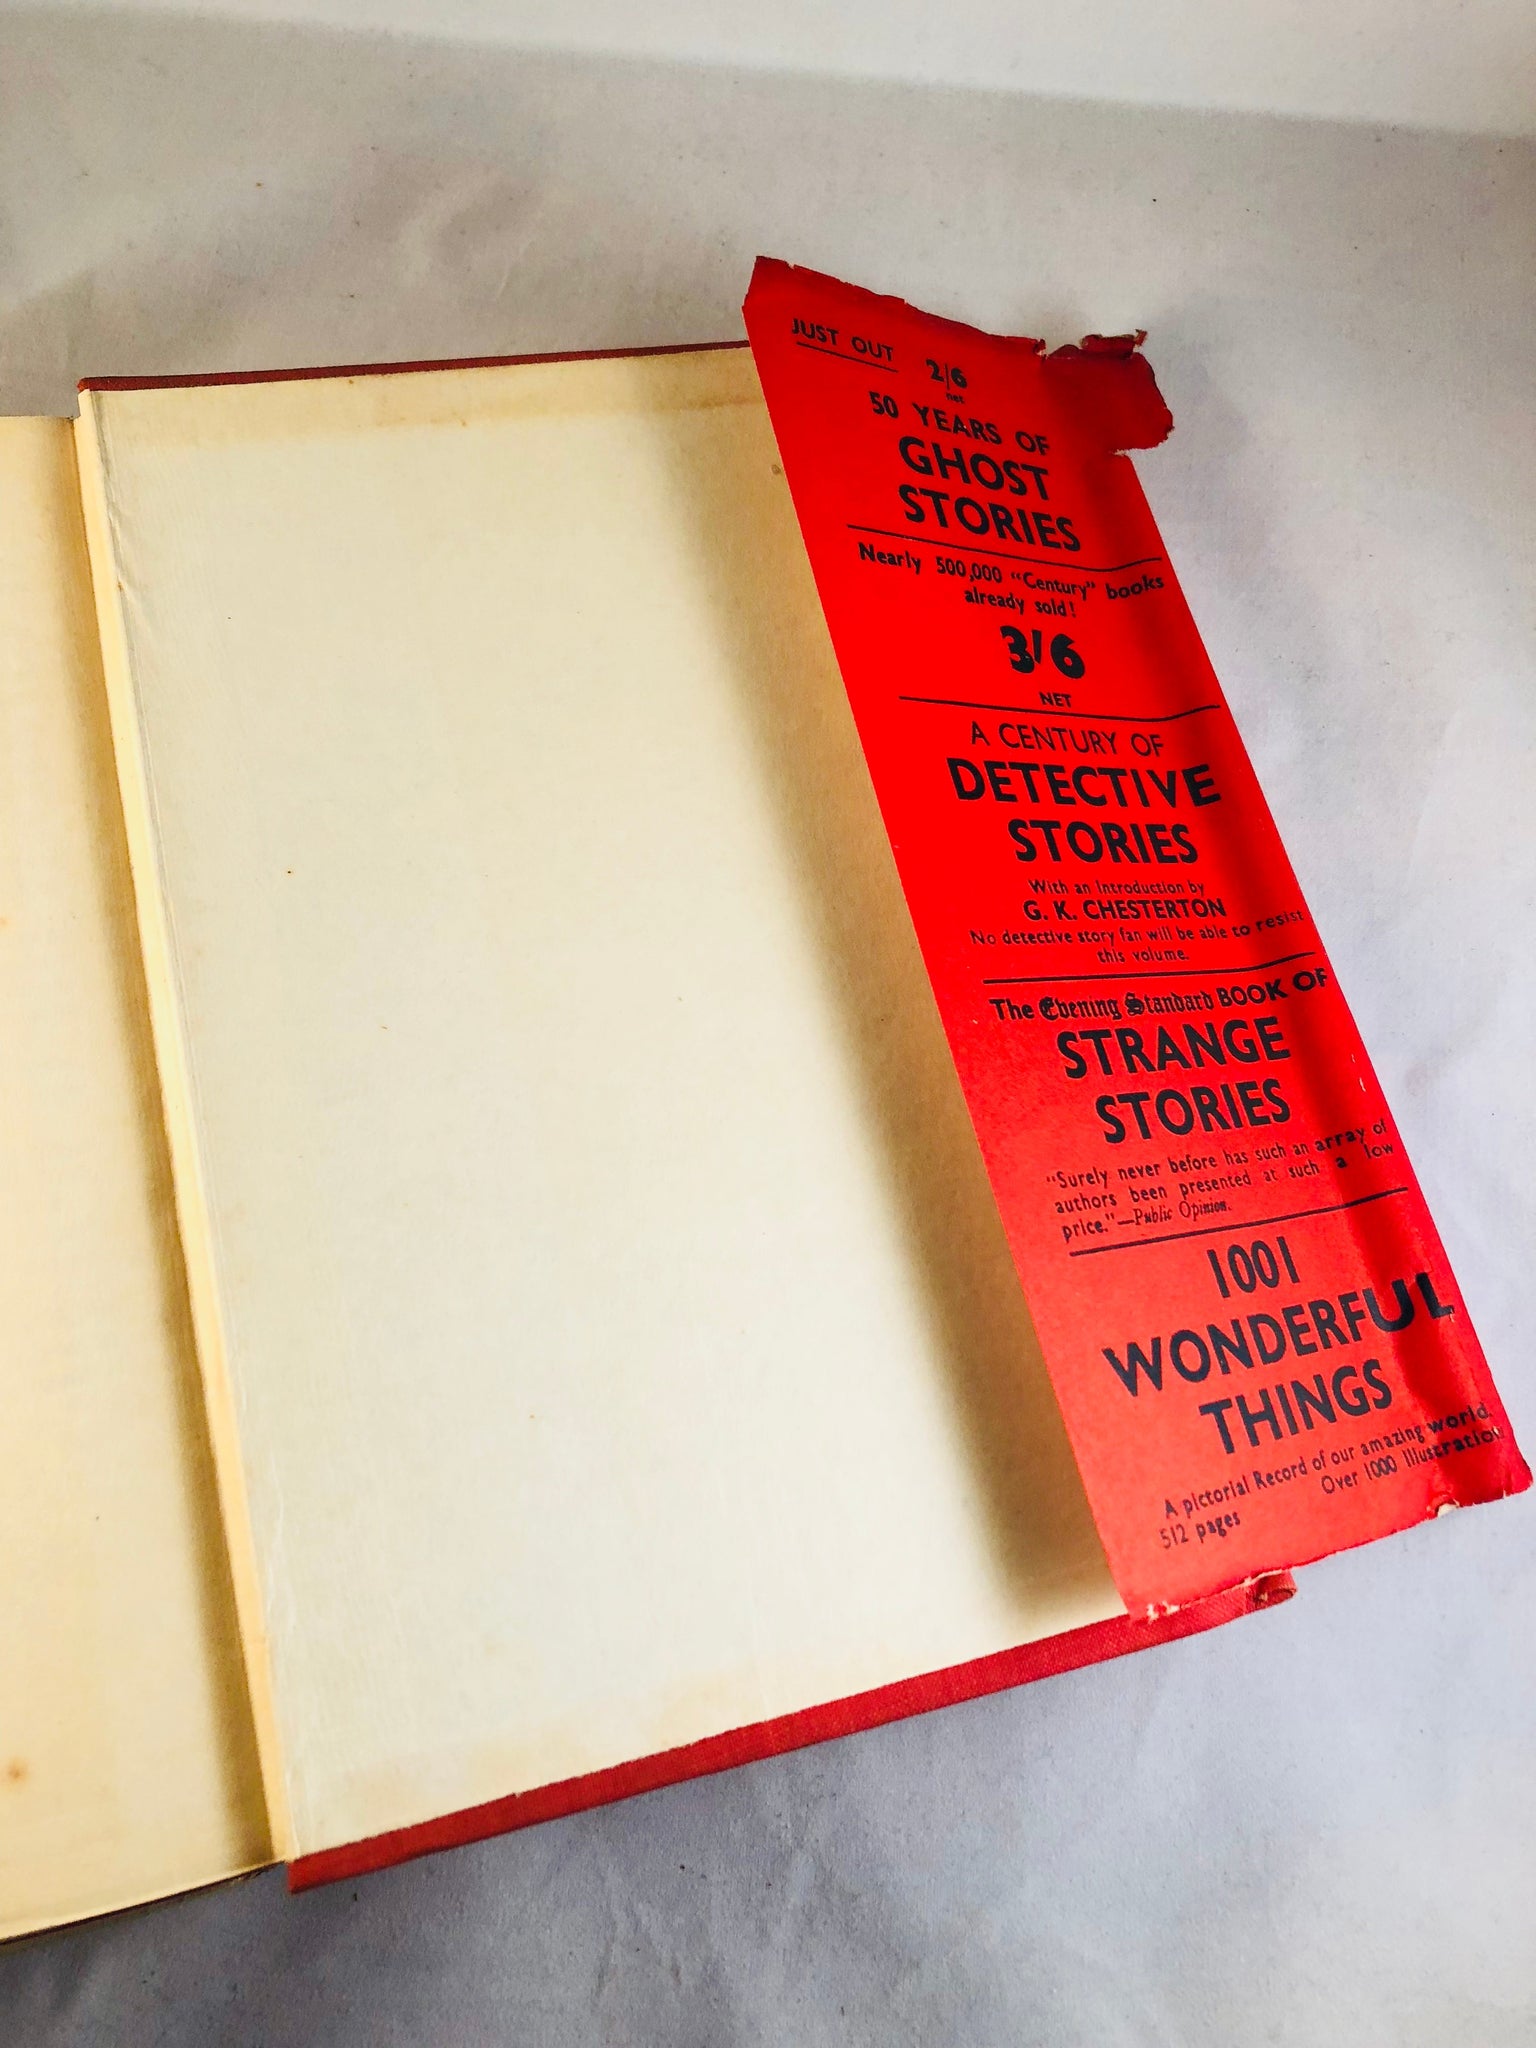 JUST OUT
2/6
net
50 YEARS OF
GHOST
STORIES
Nearly 500,000 "Century" books
already sold!
3/6
NET
A CENTURY OF
DETECTIVE
STORIES
With an Introduction by
G. K. CHESTERTON
No detective story fan will be able to resist
this volume.
The Evening Standard BOOK OF
STRANGE
STORIES
"Surely never before has such an array of
authors been presented at such a low
price."—Public Opinion.
1001
WONDERFUL
THINGS
A pictorial Record of our amazing world.
512 pages Over 1000 Illustrations